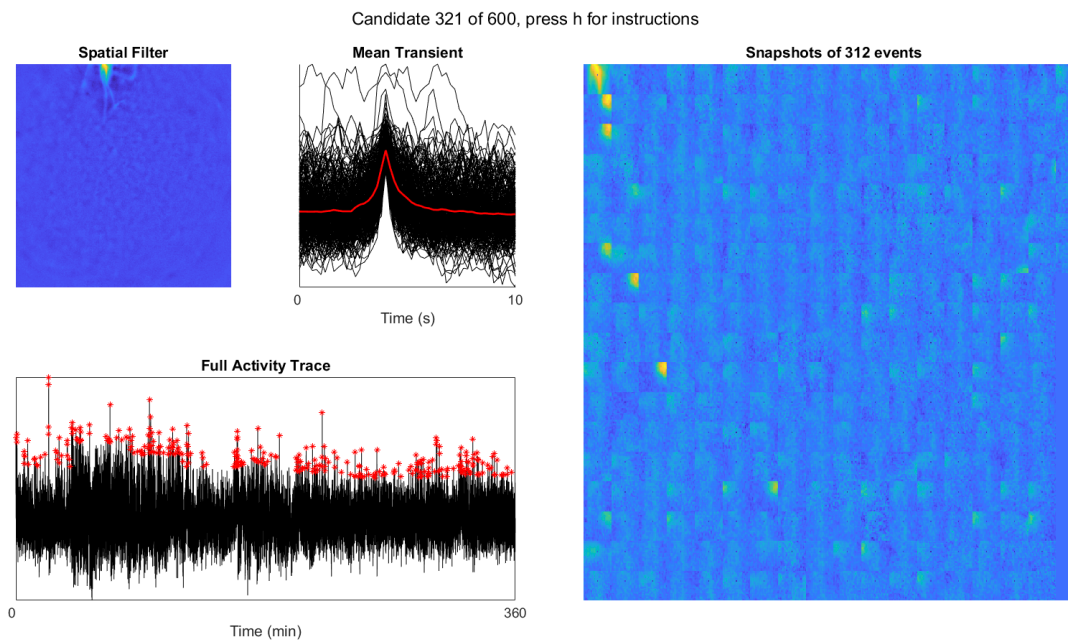 Candidate 321 of 600, press h for instructions
Spatial Filter
Mean Transient
Snapshots of 312 events
0
10
Time (s)
Full Activity Trace
0
360
Time (min)